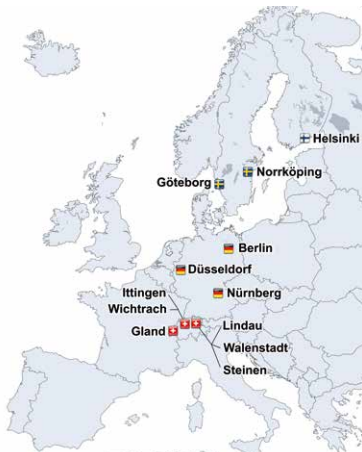 Helsinki
Norrköping
Göteborg
Berlin
Düsseldorf
Ittingen
Nürnberg
Wichtrach
Gland
Lindau
Walenstadt
Steinen